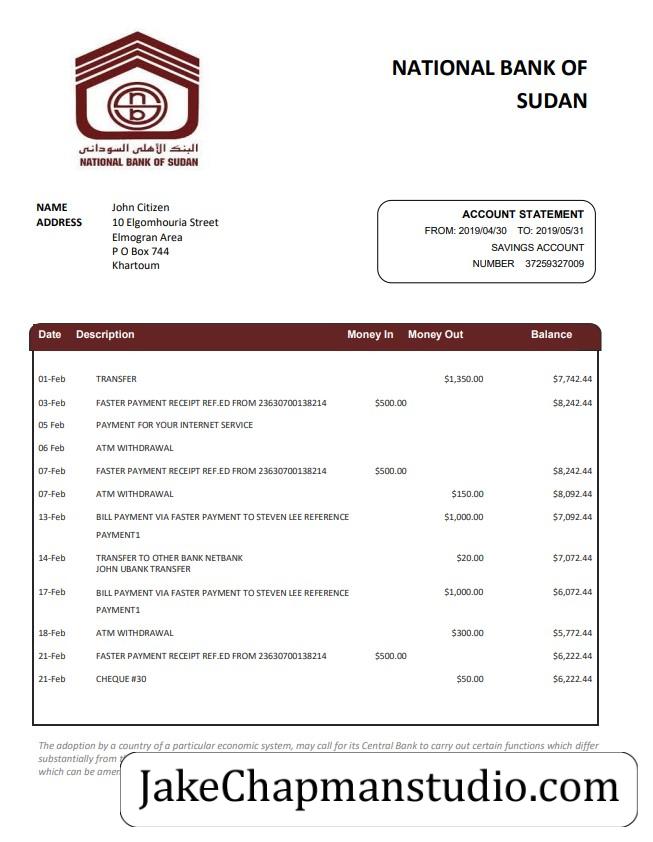 NATIONAL BANK OF
SUDAN
nb
البنك الأهلى السودانى
NATIONAL BANK OF SUDAN
NAME John Citizen
ADDRESS 10 Elgomhouria Street
Elmogran Area
P O Box 744
Khartoum
ACCOUNT STATEMENT
FROM: 2019/04/30 TO: 2019/05/31
SAVINGS ACCOUNT
NUMBER 37259327009
Date Description Money In Money Out Balance
01-Feb TRANSFER $1,350.00 $7,742.44
03-Feb FASTER PAYMENT RECEIPT REF.ED FROM 23630700138214 $500.00 $8,242.44
05 Feb PAYMENT FOR YOUR INTERNET SERVICE
06 Feb ATM WITHDRAWAL
07-Feb FASTER PAYMENT RECEIPT REF.ED FROM 23630700138214 $500.00 $8,242.44
07-Feb ATM WITHDRAWAL $150.00 $8,092.44
13-Feb BILL PAYMENT VIA FASTER PAYMENT TO STEVEN LEE REFERENCE $1,000.00 $7,092.44
PAYMENT1
14-Feb TRANSFER TO OTHER BANK NETBANK $20.00 $7,072.44
JOHN UBANK TRANSFER
17-Feb BILL PAYMENT VIA FASTER PAYMENT TO STEVEN LEE REFERENCE $1,000.00 $6,072.44
PAYMENT1
18-Feb ATM WITHDRAWAL $300.00 $5,772.44
21-Feb FASTER PAYMENT RECEIPT REF.ED FROM 23630700138214 $500.00 $6,222.44
21-Feb CHEQUE #30 $50.00 $6,222.44
The adoption by a country of a particular economic system, may call for its Central Bank to carry out certain functions which differ
substantially from
which can be
JakeChapmanstudio.com